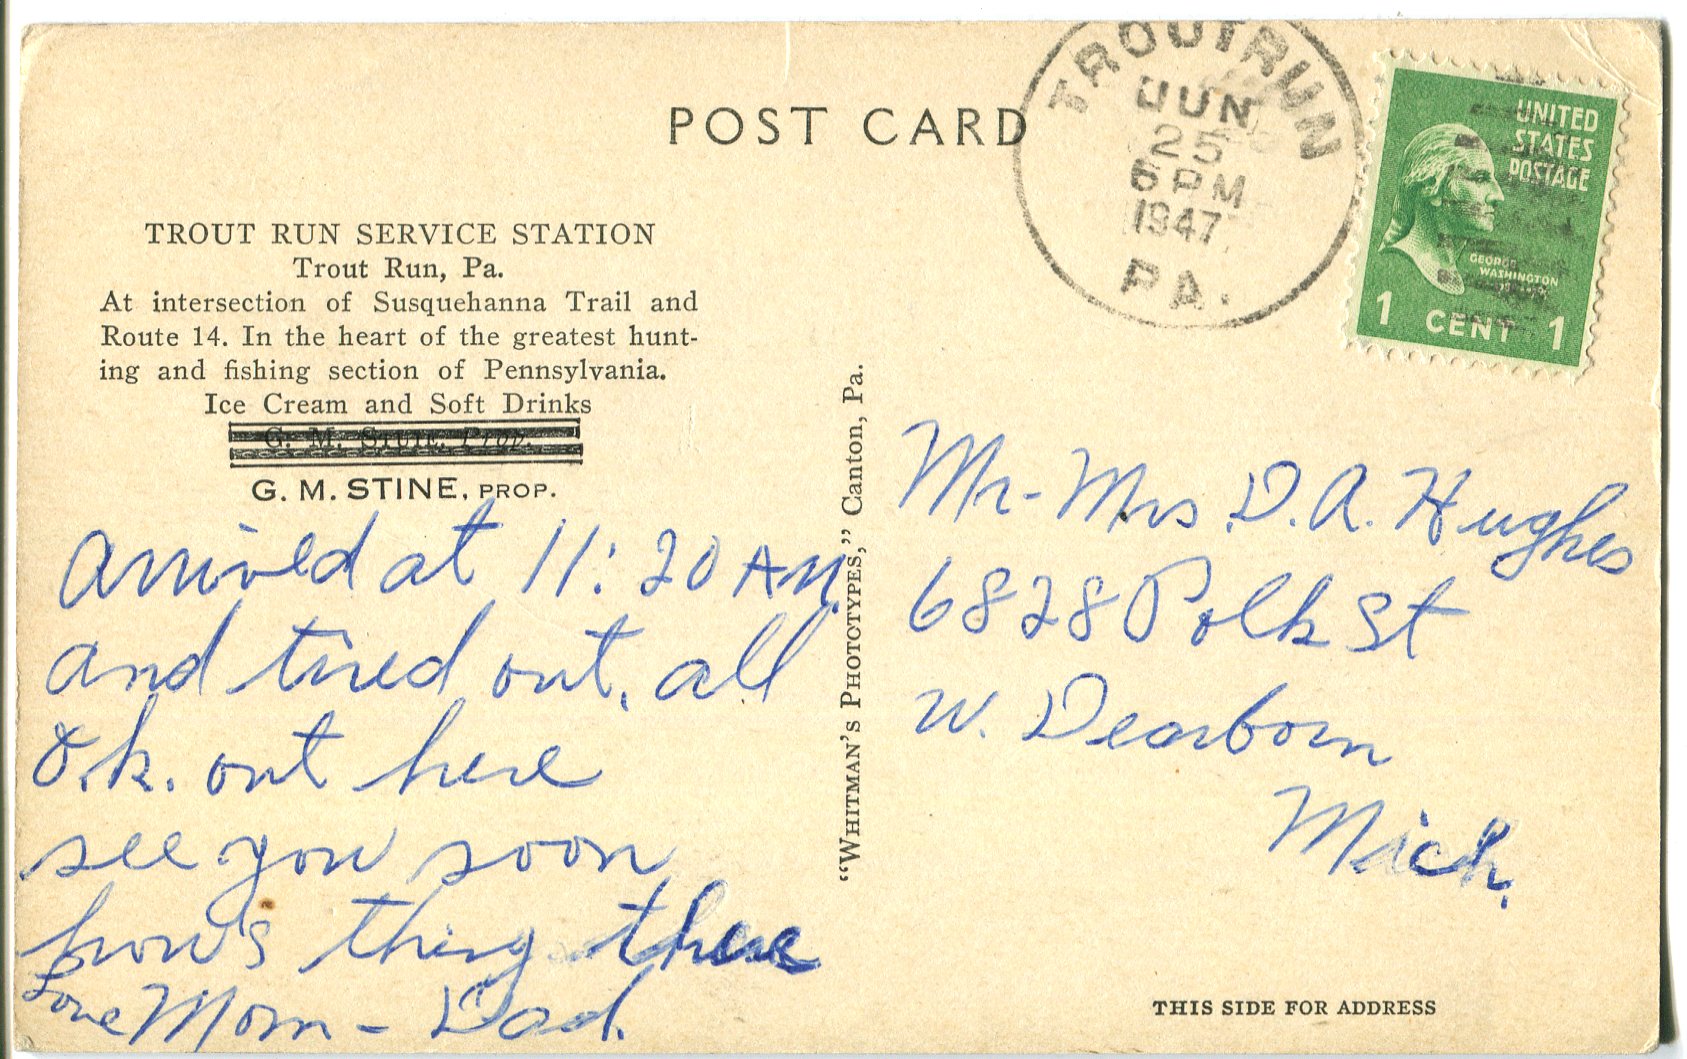 POST CARD
TROUT RUN
JUN
25
6 PM
1947
PA.
UNITED
STATES
POSTAGE
GEORGE
WASHINGTON
1 CENT 1
TROUT RUN SERVICE STATION
Trout Run, Pa.
At intersection of Susquehanna Trail and
Route 14. In the heart of the greatest hunt-
ing and fishing section of Pennsylvania.
Ice Cream and Soft Drinks
G. M. STINE, PROP.
Arrived at 11:20 AM.
and tired out, all
O.k. out here
see you soon
how's thing there
Love Mom - Dad.
"WHITMAN'S PHOTOTYPES," Canton, Pa.
Mr - Mrs D. A. Hughes
6828 Polk St
W. Dearborn
Mich.
THIS SIDE FOR ADDRESS